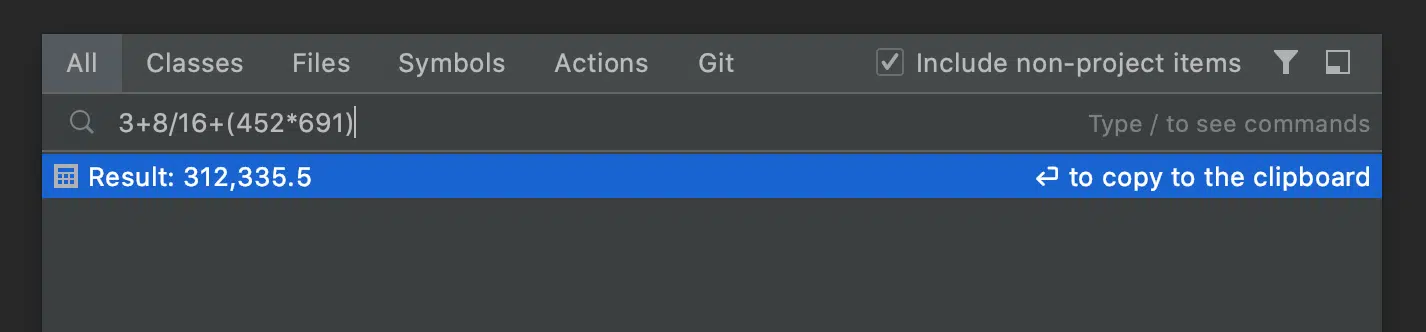 All Classes Files Symbols Actions Git Include non-project items
3+8/16+(452*691) Type / to see commands
Result: 312,335.5 ↩ to copy to the clipboard